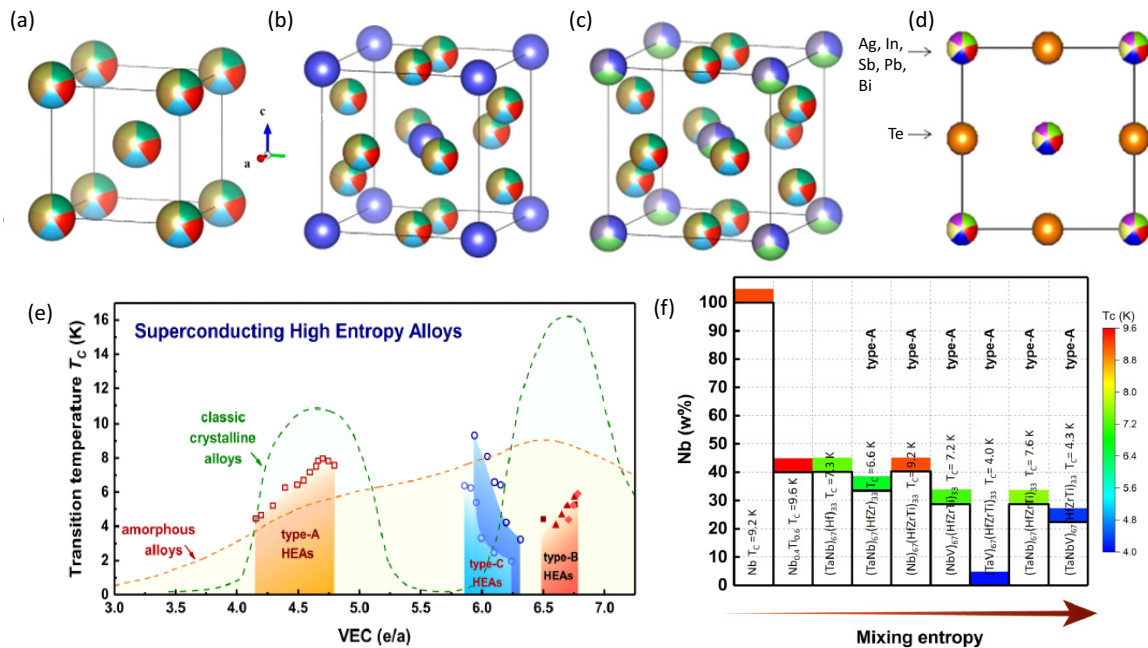 (a)
(b)
(c)
(d)
c
a
Ag, In,
Sb, Pb,
Bi
Te
(e)
Superconducting High Entropy Alloys
classic
crystalline
alloys
amorphous
alloys
type-A
HEAs
type-C
HEAs
type-B
HEAs
Transition temperature T_C (K)
16
14
12
10
8
6
4
2
0
3.0
3.5
4.0
4.5
5.0
5.5
6.0
6.5
7.0
VEC (e/a)
(f)
Nb (w%)
100
90
80
70
60
50
40
30
20
10
0
type-A
type-A
type-A
type-A
type-A
type-A
Nb T_C =9.2 K
Nb_0.4Ti_0.6 T_C =9.6 K
(TaNb)_67(Hf)_33 T_C =7.3 K
(TaNb)_67(HfZr)_33 T_C =6.6 K
(Nb)_67(HfZrTi)_33 T_C = 9.2 K
(NbV)_67(HfZrTi)_33 T_C = 7.2 K
(TaV)_67(HfZrTi)_33 T_C = 4.0 K
(TaNb)_67(HfZrTi)_33 T_C = 7.6 K
(TaNbV)_67(HfZrTi)_33 T_C = 4.3 K
Tc (K)
9.6
8.8
8.0
7.2
6.4
5.6
4.8
4.0
Mixing entropy